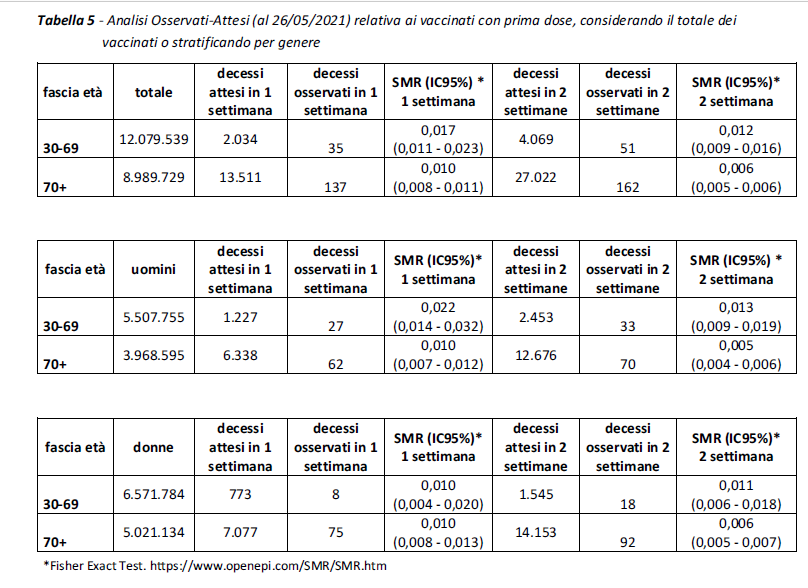 Tabella 5 - Analisi Osservati-Attesi (al 26/05/2021) relativa ai vaccinati con prima dose, considerando il totale dei
vaccinati o stratificando per genere
fascia età totale decessi attesi in 1 settimana decessi osservati in 1 settimana SMR (IC95%) * 1 settimana decessi attesi in 2 settimane decessi osservati in 2 settimane SMR (IC95%)* 2 settimana
30-69 12.079.539 2.034 35 0,017 (0,011 - 0,023) 4.069 51 0,012 (0,009 - 0,016)
70+ 8.989.729 13.511 137 0,010 (0,008 - 0,011) 27.022 162 0,006 (0,005 - 0,006)
fascia età uomini decessi attesi in 1 settimana decessi osservati in 1 settimana SMR (IC95%)* 1 settimana decessi attesi in 2 settimane decessi osservati in 2 settimane SMR (IC95%) * 2 settimana
30-69 5.507.755 1.227 27 0,022 (0,014 - 0,032) 2.453 33 0,013 (0,009 - 0,019)
70+ 3.968.595 6.338 62 0,010 (0,007 - 0,012) 12.676 70 0,005 (0,004 - 0,006)
fascia età donne decessi attesi in 1 settimana decessi osservati in 1 settimana SMR (IC95%)* 1 settimana decessi attesi in 2 settimane decessi osservati in 2 settimane SMR (IC95%)* 2 settimana
30-69 6.571.784 773 8 0,010 (0,004 - 0,020) 1.545 18 0,011 (0,006 - 0,018)
70+ 5.021.134 7.077 75 0,010 (0,008 - 0,013) 14.153 92 0,006 (0,005 - 0,007)
*Fisher Exact Test. https://www.openepi.com/SMR/SMR.htm